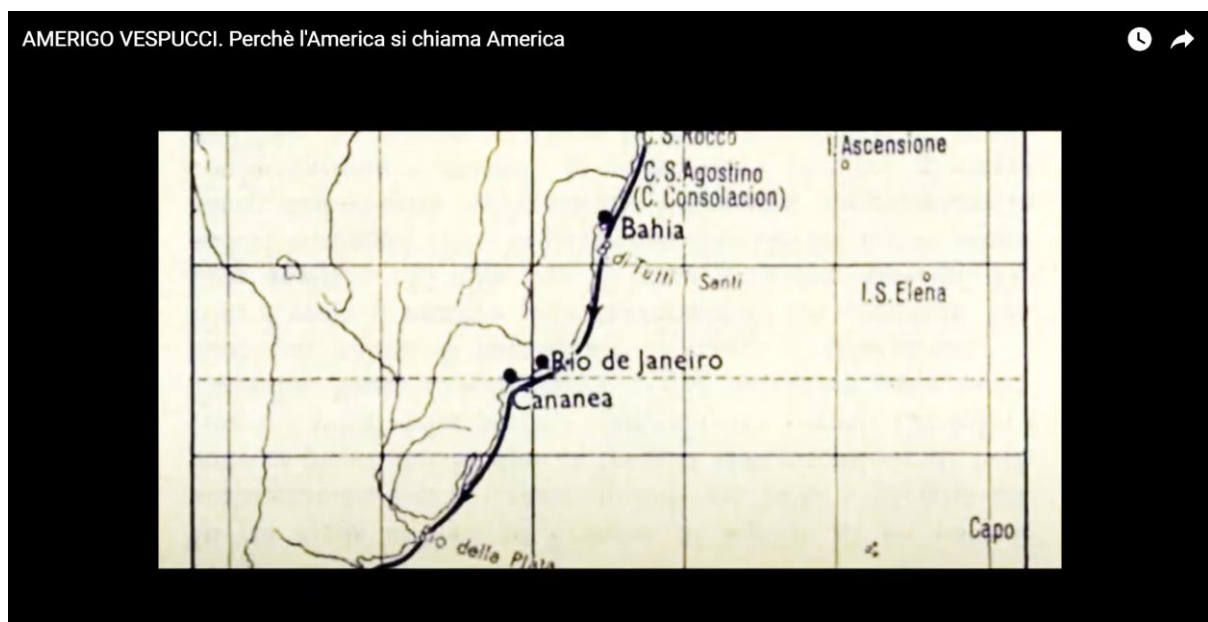 AMERIGO VESPUCCI. Perchè l'America si chiama America
C. S. Rocco
I. Ascensione
C. S. Agostino
(C. Consolacion)
Bahia
di Tutti i Santi
I. S. Elena
Rio de Janeiro
Cananea
Rio della Plata
Capo